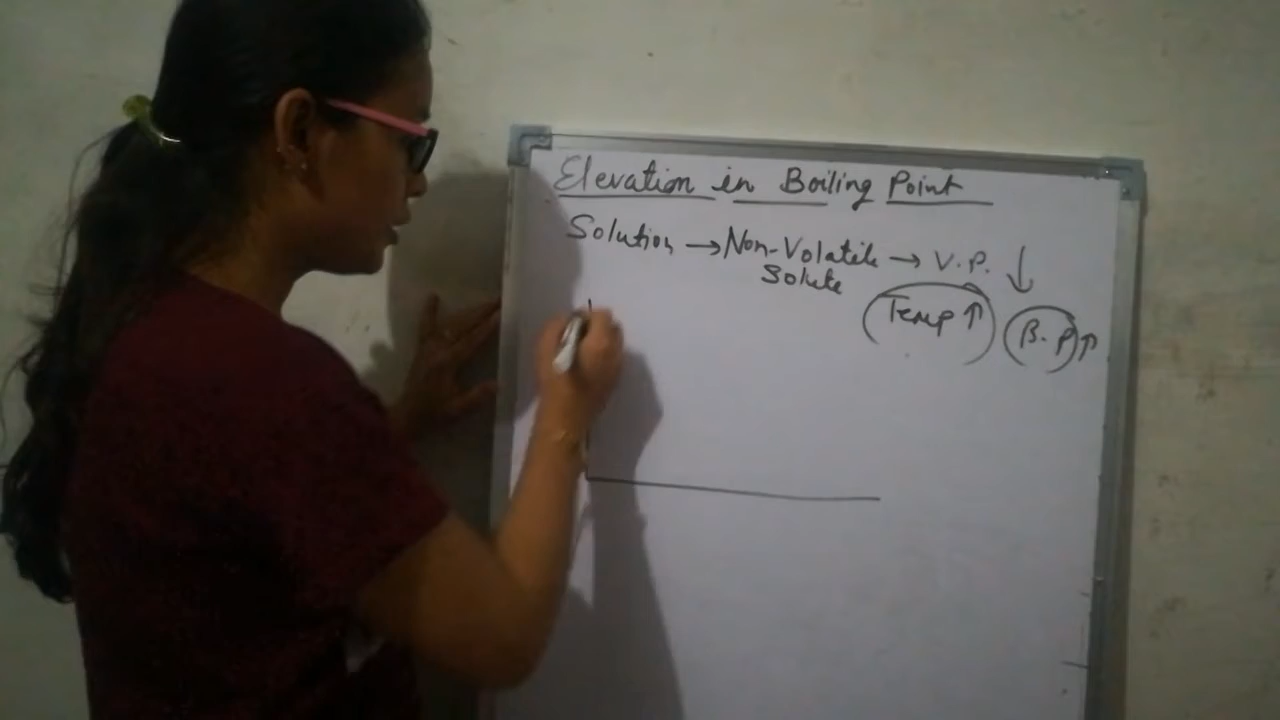 Elevation in Boiling Point
Solution → Non-Volatile → V.P. ↓
Solute
Temp ↑ B.P ↑